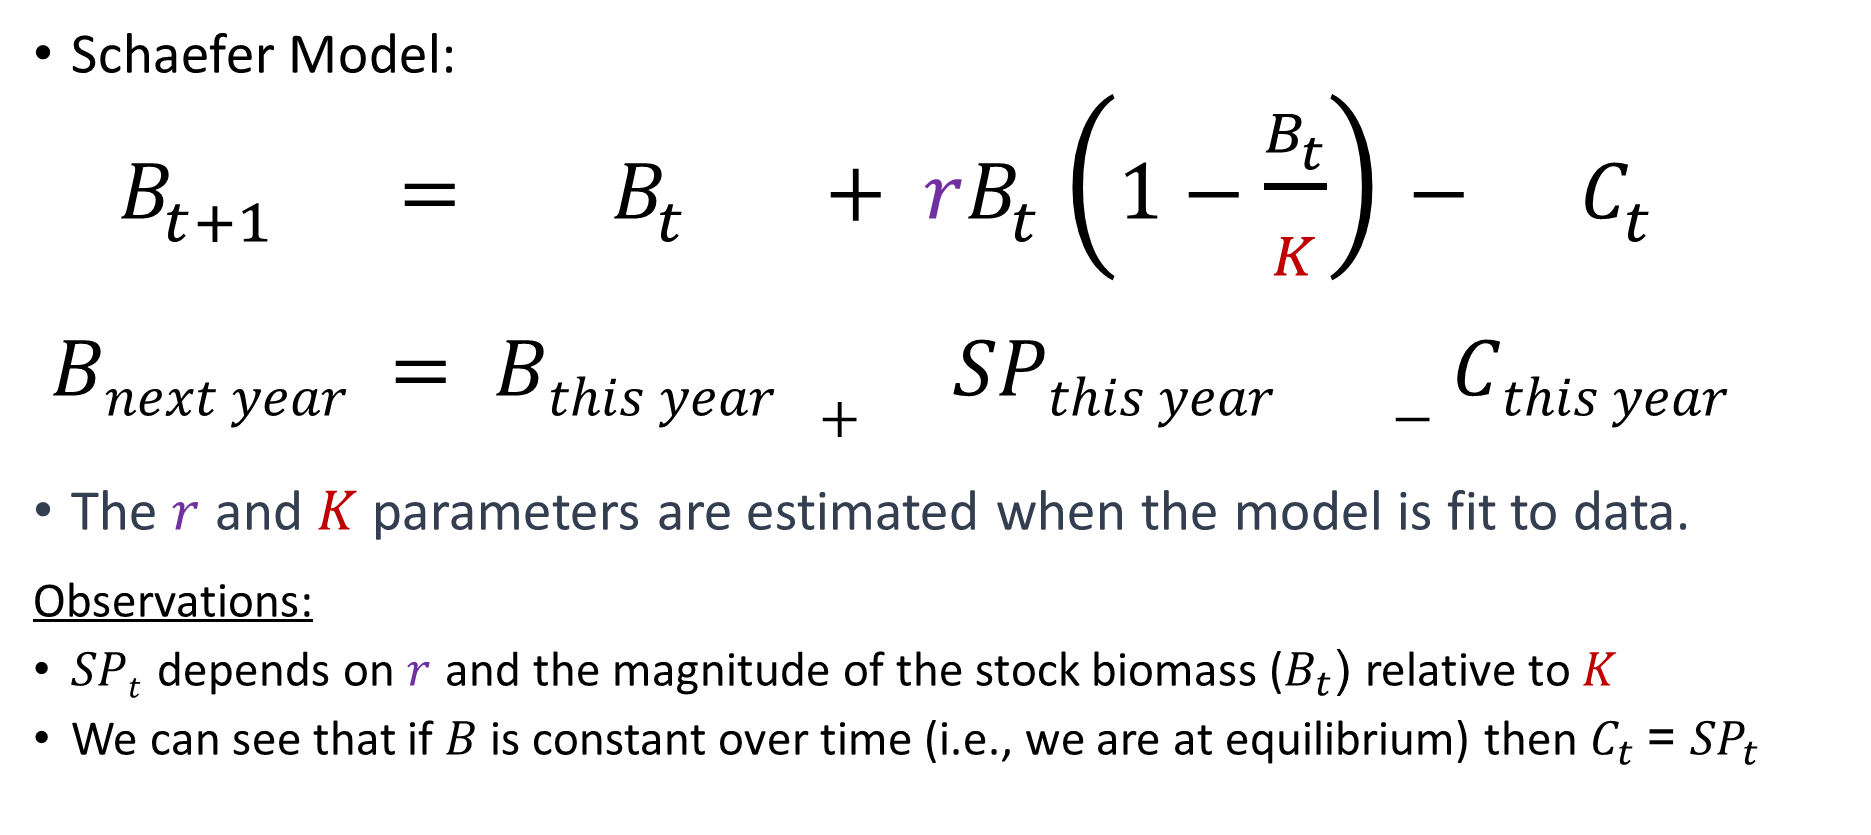 • Schaefer Model:
B_{t+1} = B_t + rB_t (1 − B_t/K) − C_t
B_{next year} = B_{this year} + SP_{this year} − C_{this year}
• The r and K parameters are estimated when the model is fit to data.
Observations:
• SP_t depends on r and the magnitude of the stock biomass (B_t) relative to K
• We can see that if B is constant over time (i.e., we are at equilibrium) then C_t = SP_t